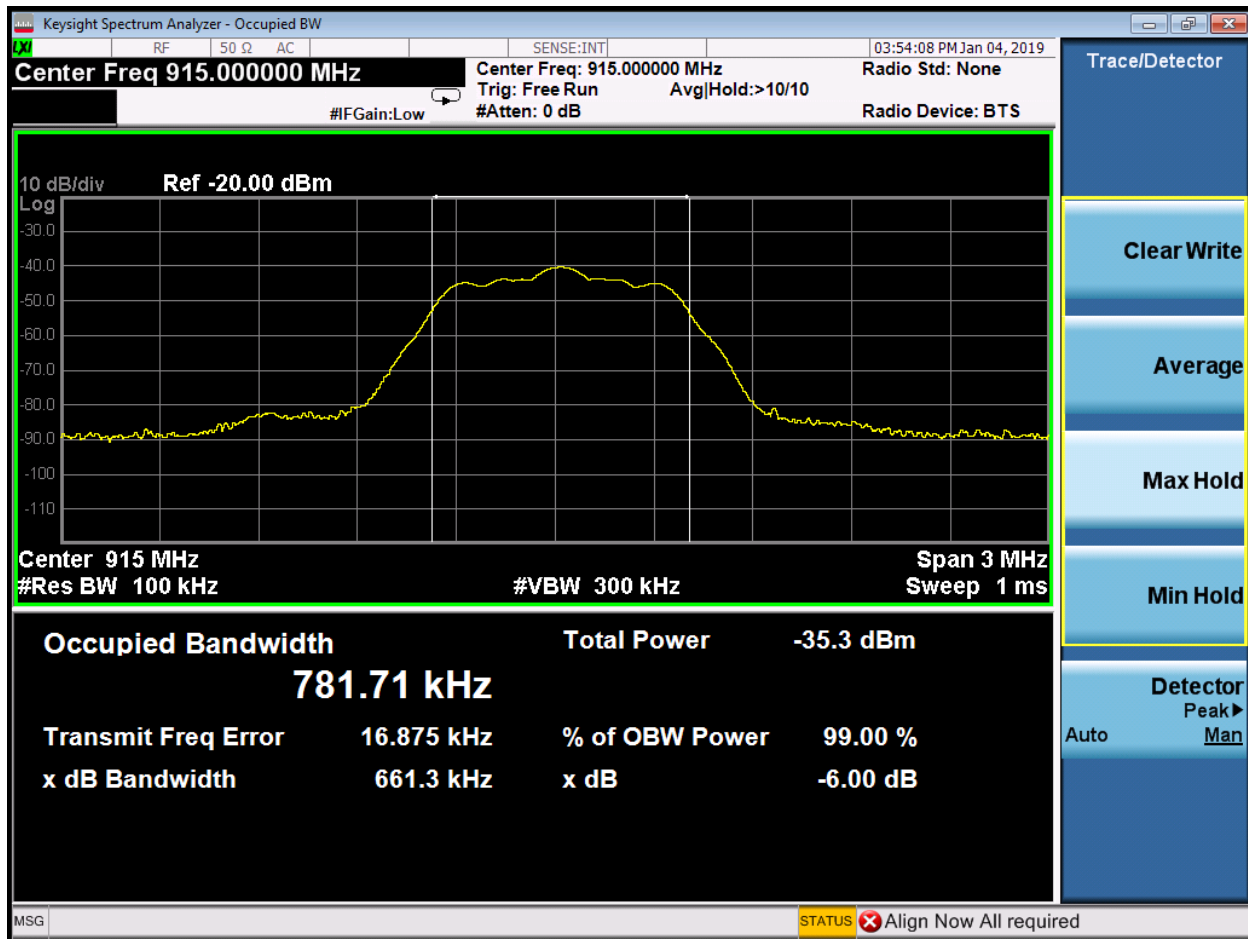 Keysight Spectrum Analyzer - Occupied BW
LXI
RF 50 Ω AC SENSE:INT 03:54:08 PM Jan 04, 2019
Center Freq 915.000000 MHz
Center Freq: 915.000000 MHz
Radio Std: None
Trig: Free Run Avg|Hold:>10/10
#IFGain:Low
#Atten: 0 dB
Radio Device: BTS
10 dB/div Ref -20.00 dBm
Log
-30.0
-40.0
-50.0
-60.0
-70.0
-80.0
-90.0
-100
-110
Center 915 MHz Span 3 MHz
#Res BW 100 kHz #VBW 300 kHz Sweep 1 ms
Occupied Bandwidth Total Power -35.3 dBm
781.71 kHz
Transmit Freq Error 16.875 kHz % of OBW Power 99.00 %
x dB Bandwidth 661.3 kHz x dB -6.00 dB
Trace/Detector
Clear Write
Average
Max Hold
Min Hold
Detector
Peak▶
Auto Man
MSG STATUS Align Now All required